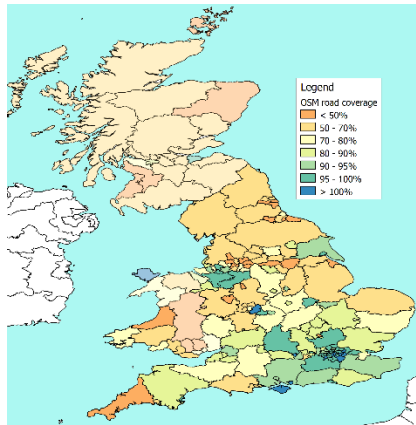 Legend
OSM road coverage
< 50%
50 - 70%
70 - 80%
80 - 90%
90 - 95%
95 - 100%
> 100%